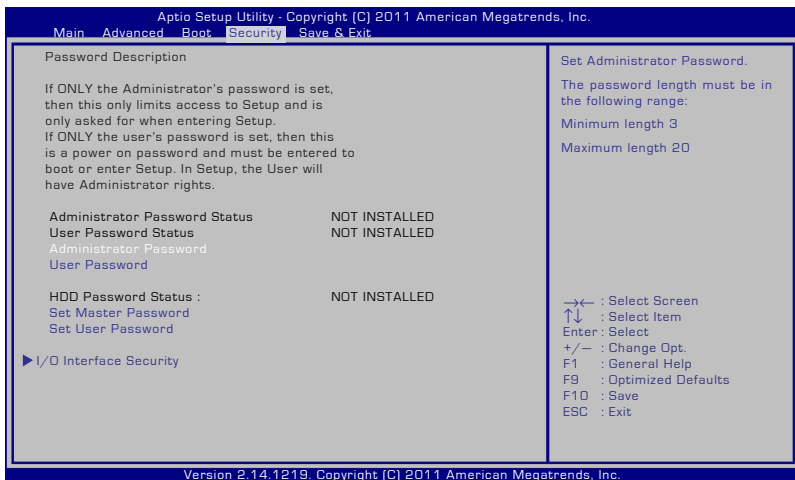 Aptio Setup Utility - Copyright (C) 2011 American Megatrends, Inc.
Main Advanced Boot Security Save & Exit
Password Description
If ONLY the Administrator's password is set,
then this only limits access to Setup and is
only asked for when entering Setup.
If ONLY the user's password is set, then this
is a power on password and must be entered to
boot or enter Setup. In Setup, the User will
have Administrator rights.
Administrator Password Status NOT INSTALLED
User Password Status NOT INSTALLED
Administrator Password
User Password
HDD Password Status : NOT INSTALLED
Set Master Password
Set User Password
▶I/O Interface Security
Set Administrator Password.
The password length must be in
the following range:
Minimum length 3
Maximum length 20
→← : Select Screen
↑↓ : Select Item
Enter : Select
+/— : Change Opt.
F1 : General Help
F9 : Optimized Defaults
F10 : Save
ESC : Exit
Version 2.14.1219. Copyright (C) 2011 American Megatrends, Inc.